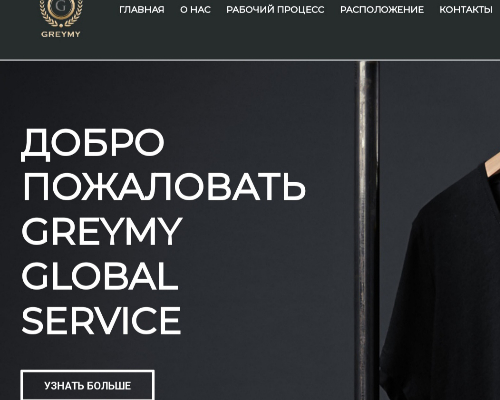 G
GREYMY
ГЛАВНАЯ О НАС РАБОЧИЙ ПРОЦЕСС РАСПОЛОЖЕНИЕ КОНТАКТЫ
ДОБРО
ПОЖАЛОВАТЬ
GREYMY
GLOBAL
SERVICE
УЗНАТЬ БОЛЬШЕ